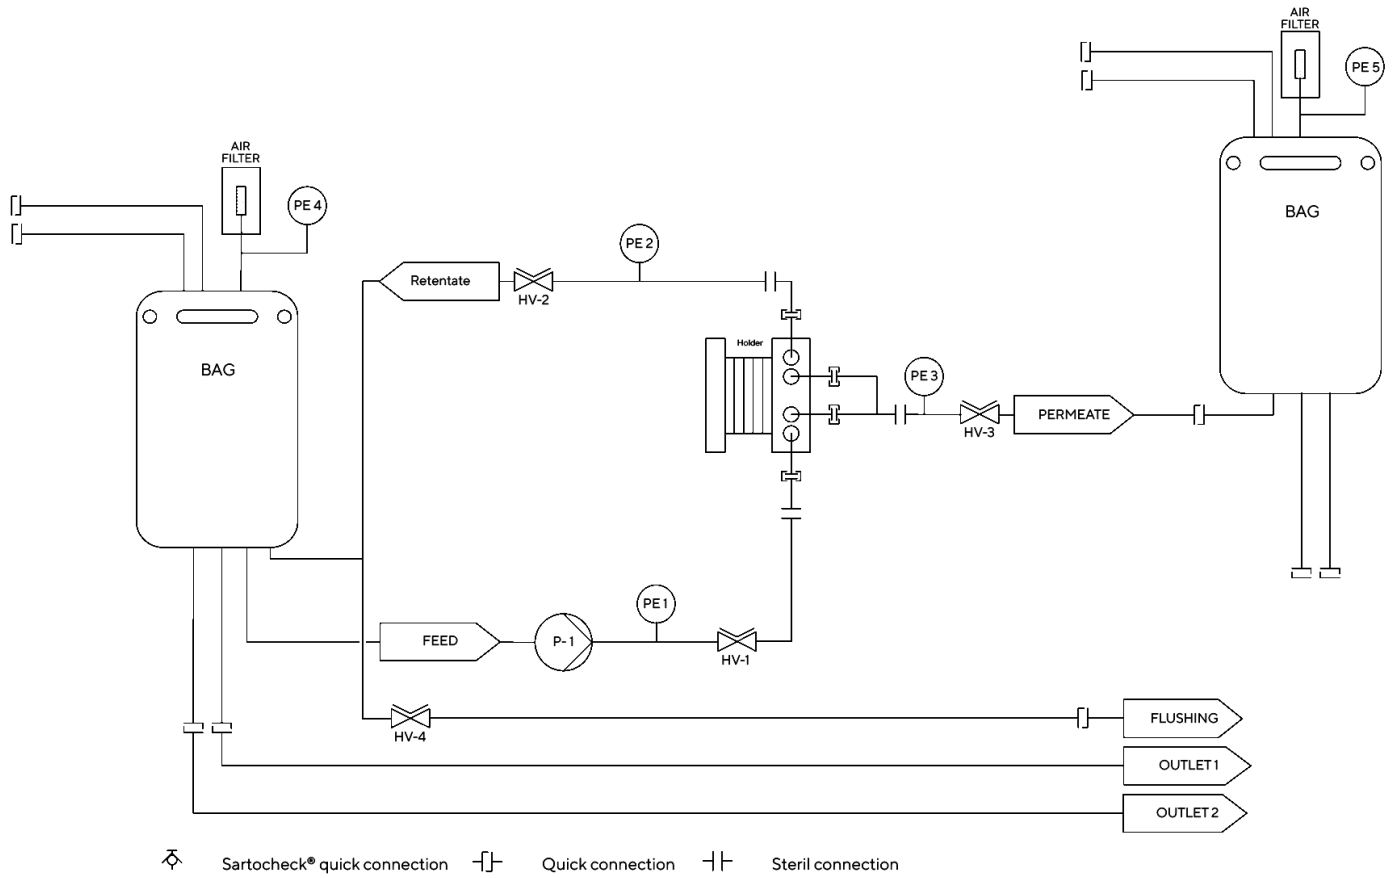 AIR
FILTER
PE 5
BAG
AIR
FILTER
PE 4
BAG
PE 2
Retentate
HV-2
Holder
PE 3
HV-3
PERMEATE
PE 1
FEED
P-1
HV-1
HV-4
FLUSHING
OUTLET 1
OUTLET 2
Sartocheck® quick connection
Quick connection
Steril connection